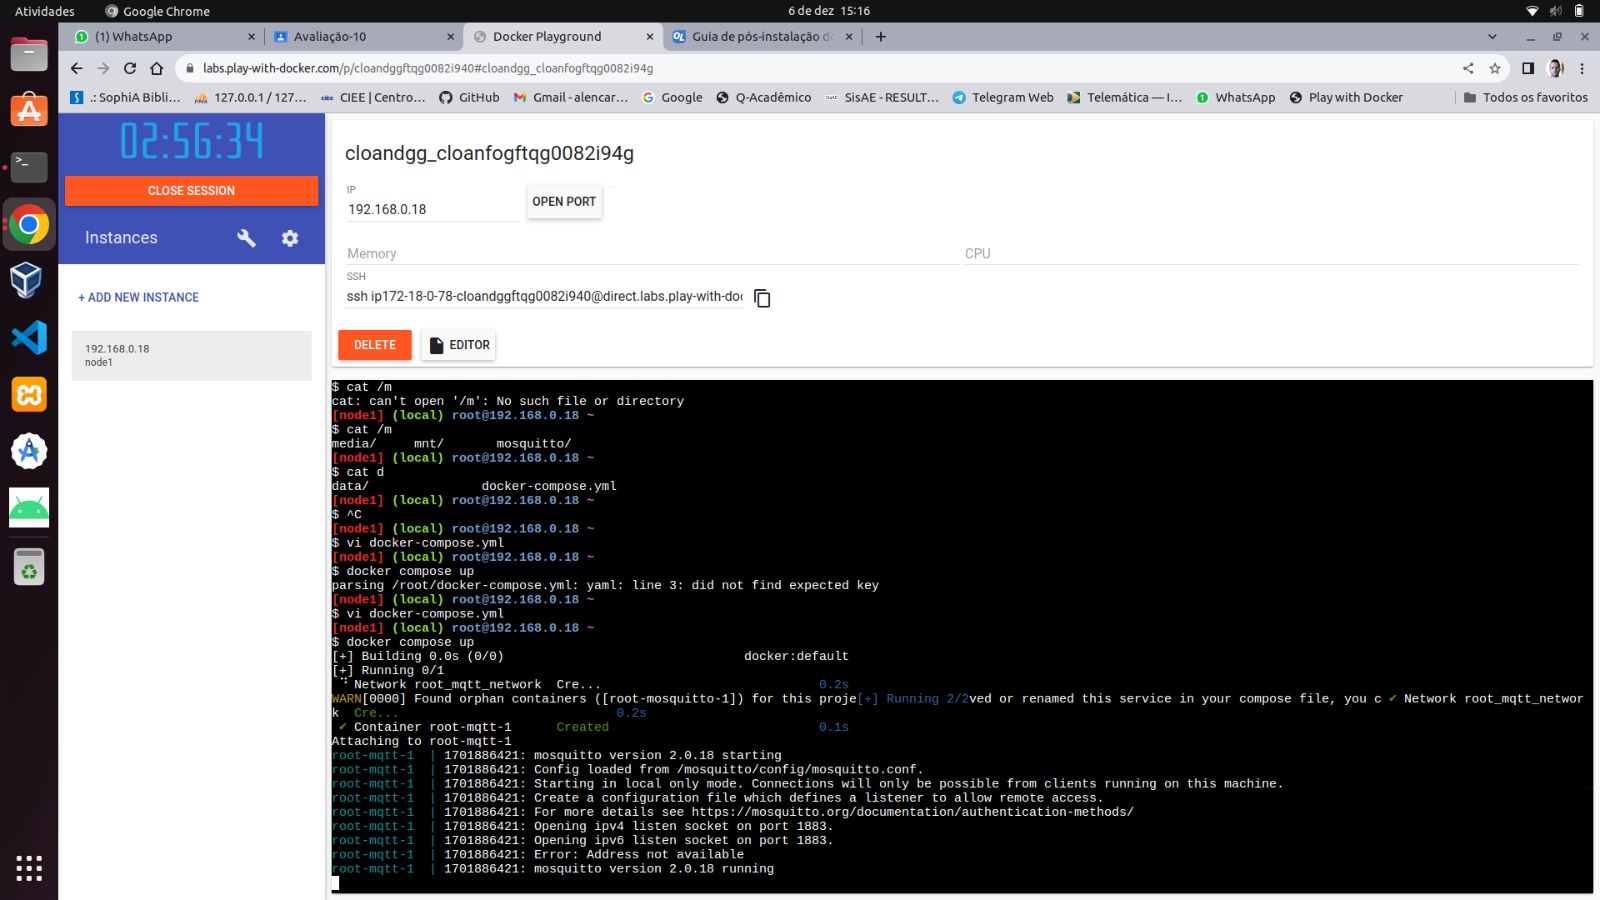 Atividades
Google Chrome
6 de dez 15:16
(1) WhatsApp
Avaliação-10
Docker Playground
Guia de pós-instalação do
labs.play-with-docker.com/p/cloandggftqg0082i940#cloandgg_cloanfogftqg0082i94g
.: SophiA Bibli...
127.0.0.1 / 127...
CIEE | Centro...
GitHub
Gmail - alencar...
Google
Q-Acadêmico
SisAE - RESULT...
Telegram Web
Telemática — I...
WhatsApp
Play with Docker
Todos os favoritos
02:56:34
CLOSE SESSION
Instances
+ ADD NEW INSTANCE
192.168.0.18
node1
cloandgg_cloanfogftqg0082i94g
IP
192.168.0.18
OPEN PORT
Memory
CPU
SSH
ssh ip172-18-0-78-cloandggftqg0082i940@direct.labs.play-with-doc
DELETE
EDITOR
$ cat /m
cat: can't open '/m': No such file or directory
[node1] (local) root@192.168.0.18 ~
$ cat /m
media/ mnt/ mosquitto/
[node1] (local) root@192.168.0.18 ~
$ cat d
data/ docker-compose.yml
[node1] (local) root@192.168.0.18 ~
$ ^C
[node1] (local) root@192.168.0.18 ~
$ vi docker-compose.yml
[node1] (local) root@192.168.0.18 ~
$ docker compose up
parsing /root/docker-compose.yml: yaml: line 3: did not find expected key
[node1] (local) root@192.168.0.18 ~
$ vi docker-compose.yml
[node1] (local) root@192.168.0.18 ~
$ docker compose up
[+] Building 0.0s (0/0) docker:default
[+] Running 0/1
Network root_mqtt_network Cre... 0.2s
WARN[0000] Found orphan containers ([root-mosquitto-1]) for this proje[+] Running 2/2ved or renamed this service in your compose file, you c ✔ Network root_mqtt_networ
k Cre... 0.2s
✔ Container root-mqtt-1 Created 0.1s
Attaching to root-mqtt-1
root-mqtt-1 | 1701886421: mosquitto version 2.0.18 starting
root-mqtt-1 | 1701886421: Config loaded from /mosquitto/config/mosquitto.conf.
root-mqtt-1 | 1701886421: Starting in local only mode. Connections will only be possible from clients running on this machine.
root-mqtt-1 | 1701886421: Create a configuration file which defines a listener to allow remote access.
root-mqtt-1 | 1701886421: For more details see https://mosquitto.org/documentation/authentication-methods/
root-mqtt-1 | 1701886421: Opening ipv4 listen socket on port 1883.
root-mqtt-1 | 1701886421: Opening ipv6 listen socket on port 1883.
root-mqtt-1 | 1701886421: Error: Address not available
root-mqtt-1 | 1701886421: mosquitto version 2.0.18 running